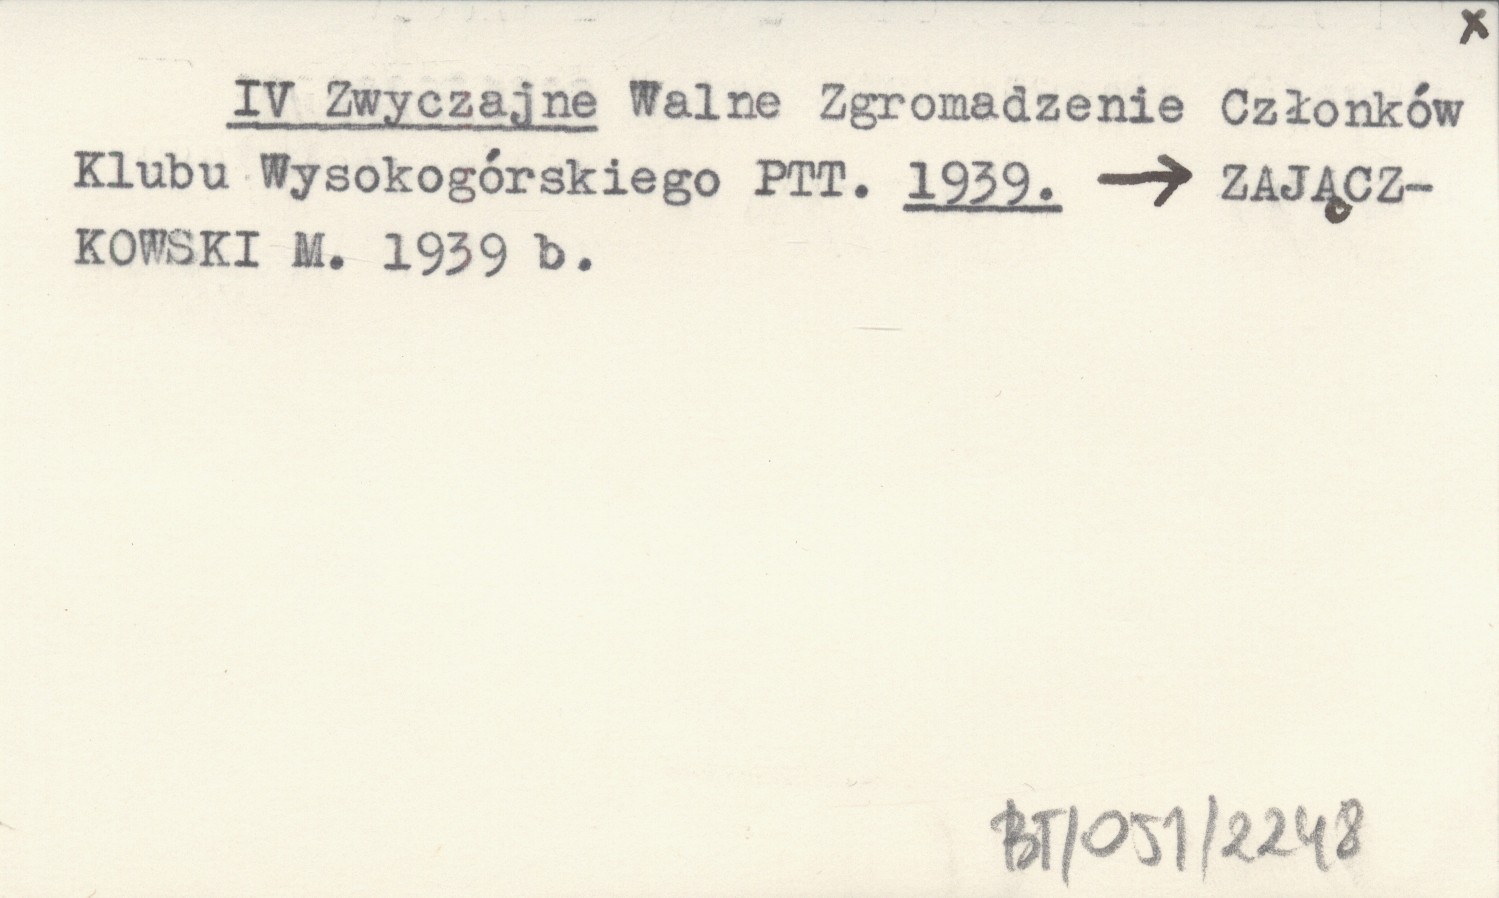 x
IV Zwyczajne Walne Zgromadzenie Członków
Klubu Wysokogórskiego PTT. 1939. → ZAJĄCZ-
KOWSKI M. 1939 b.
BT/051/2248